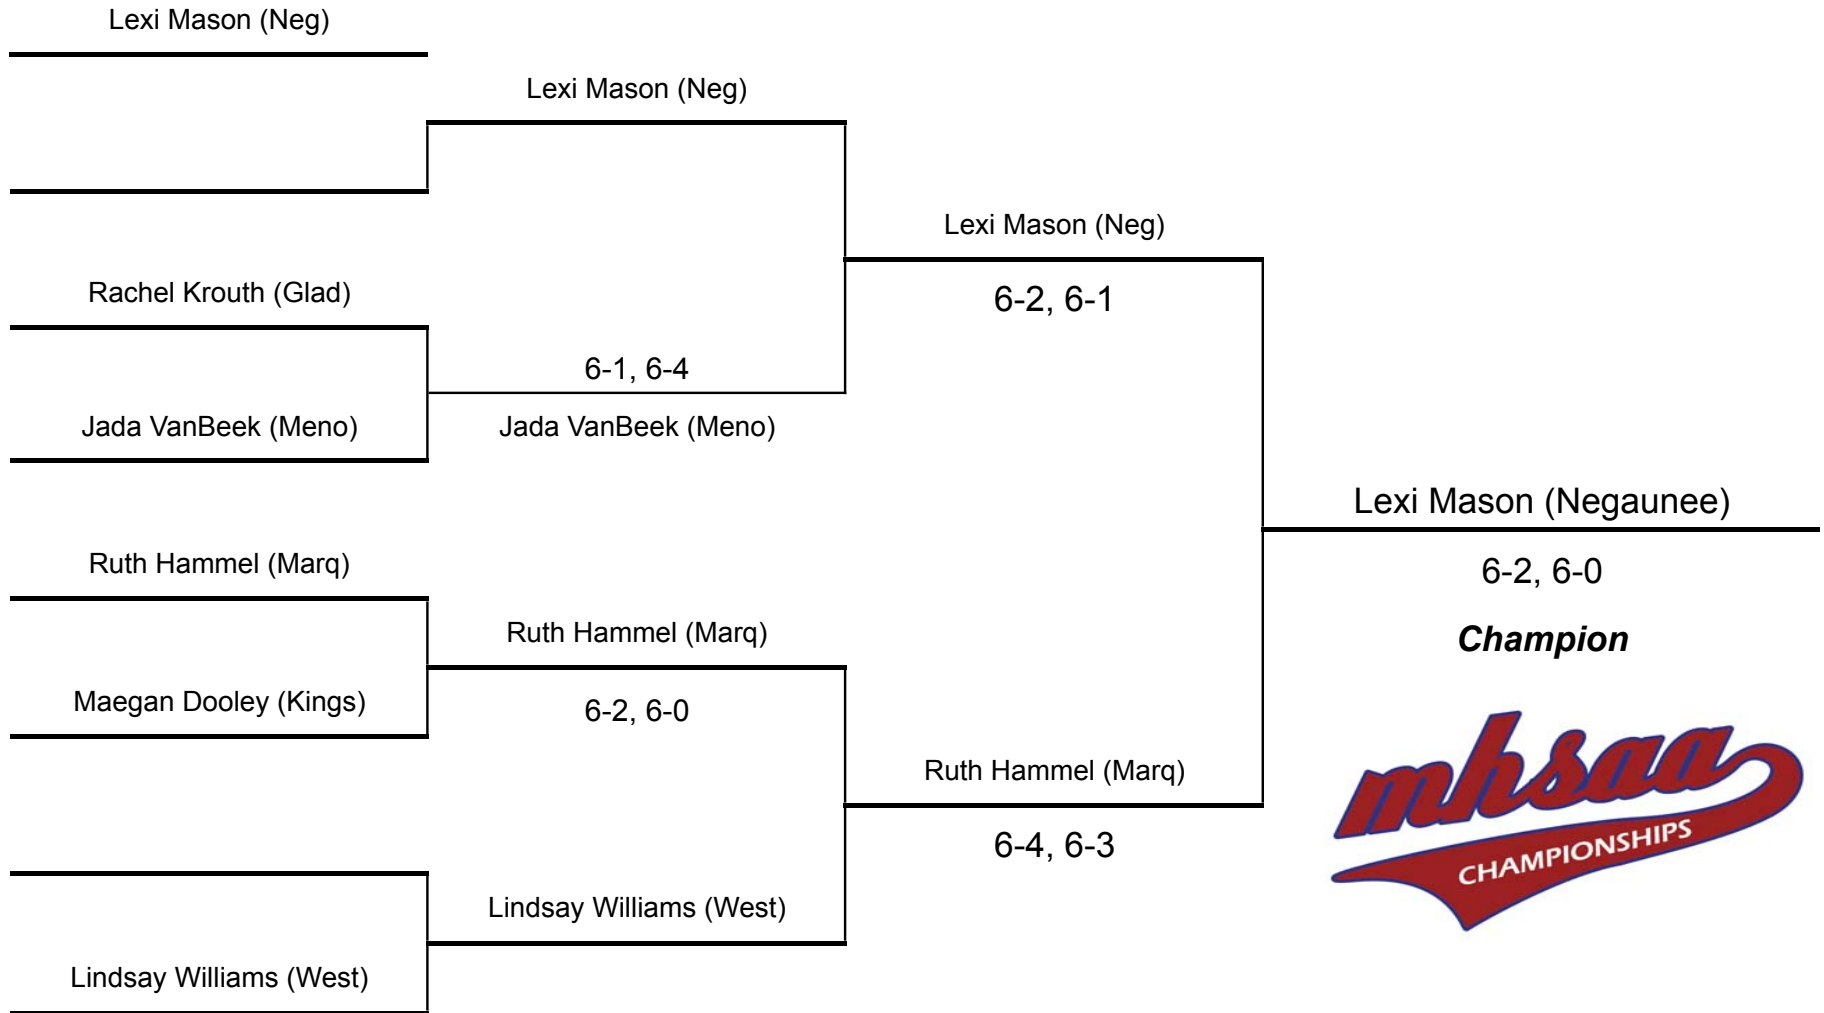 Lexi Mason (Neg)
Lexi Mason (Neg)
Lexi Mason (Neg)
6-2, 6-1
Rachel Krouth (Glad)
6-1, 6-4
Jada VanBeek (Meno)
Jada VanBeek (Meno)
Lexi Mason (Negaunee)
6-2, 6-0
Champion
Ruth Hammel (Marq)
Ruth Hammel (Marq)
Maegan Dooley (Kings)
6-2, 6-0
Ruth Hammel (Marq)
6-4, 6-3
Lindsay Williams (West)
Lindsay Williams (West)
mhsaa
CHAMPIONSHIPS